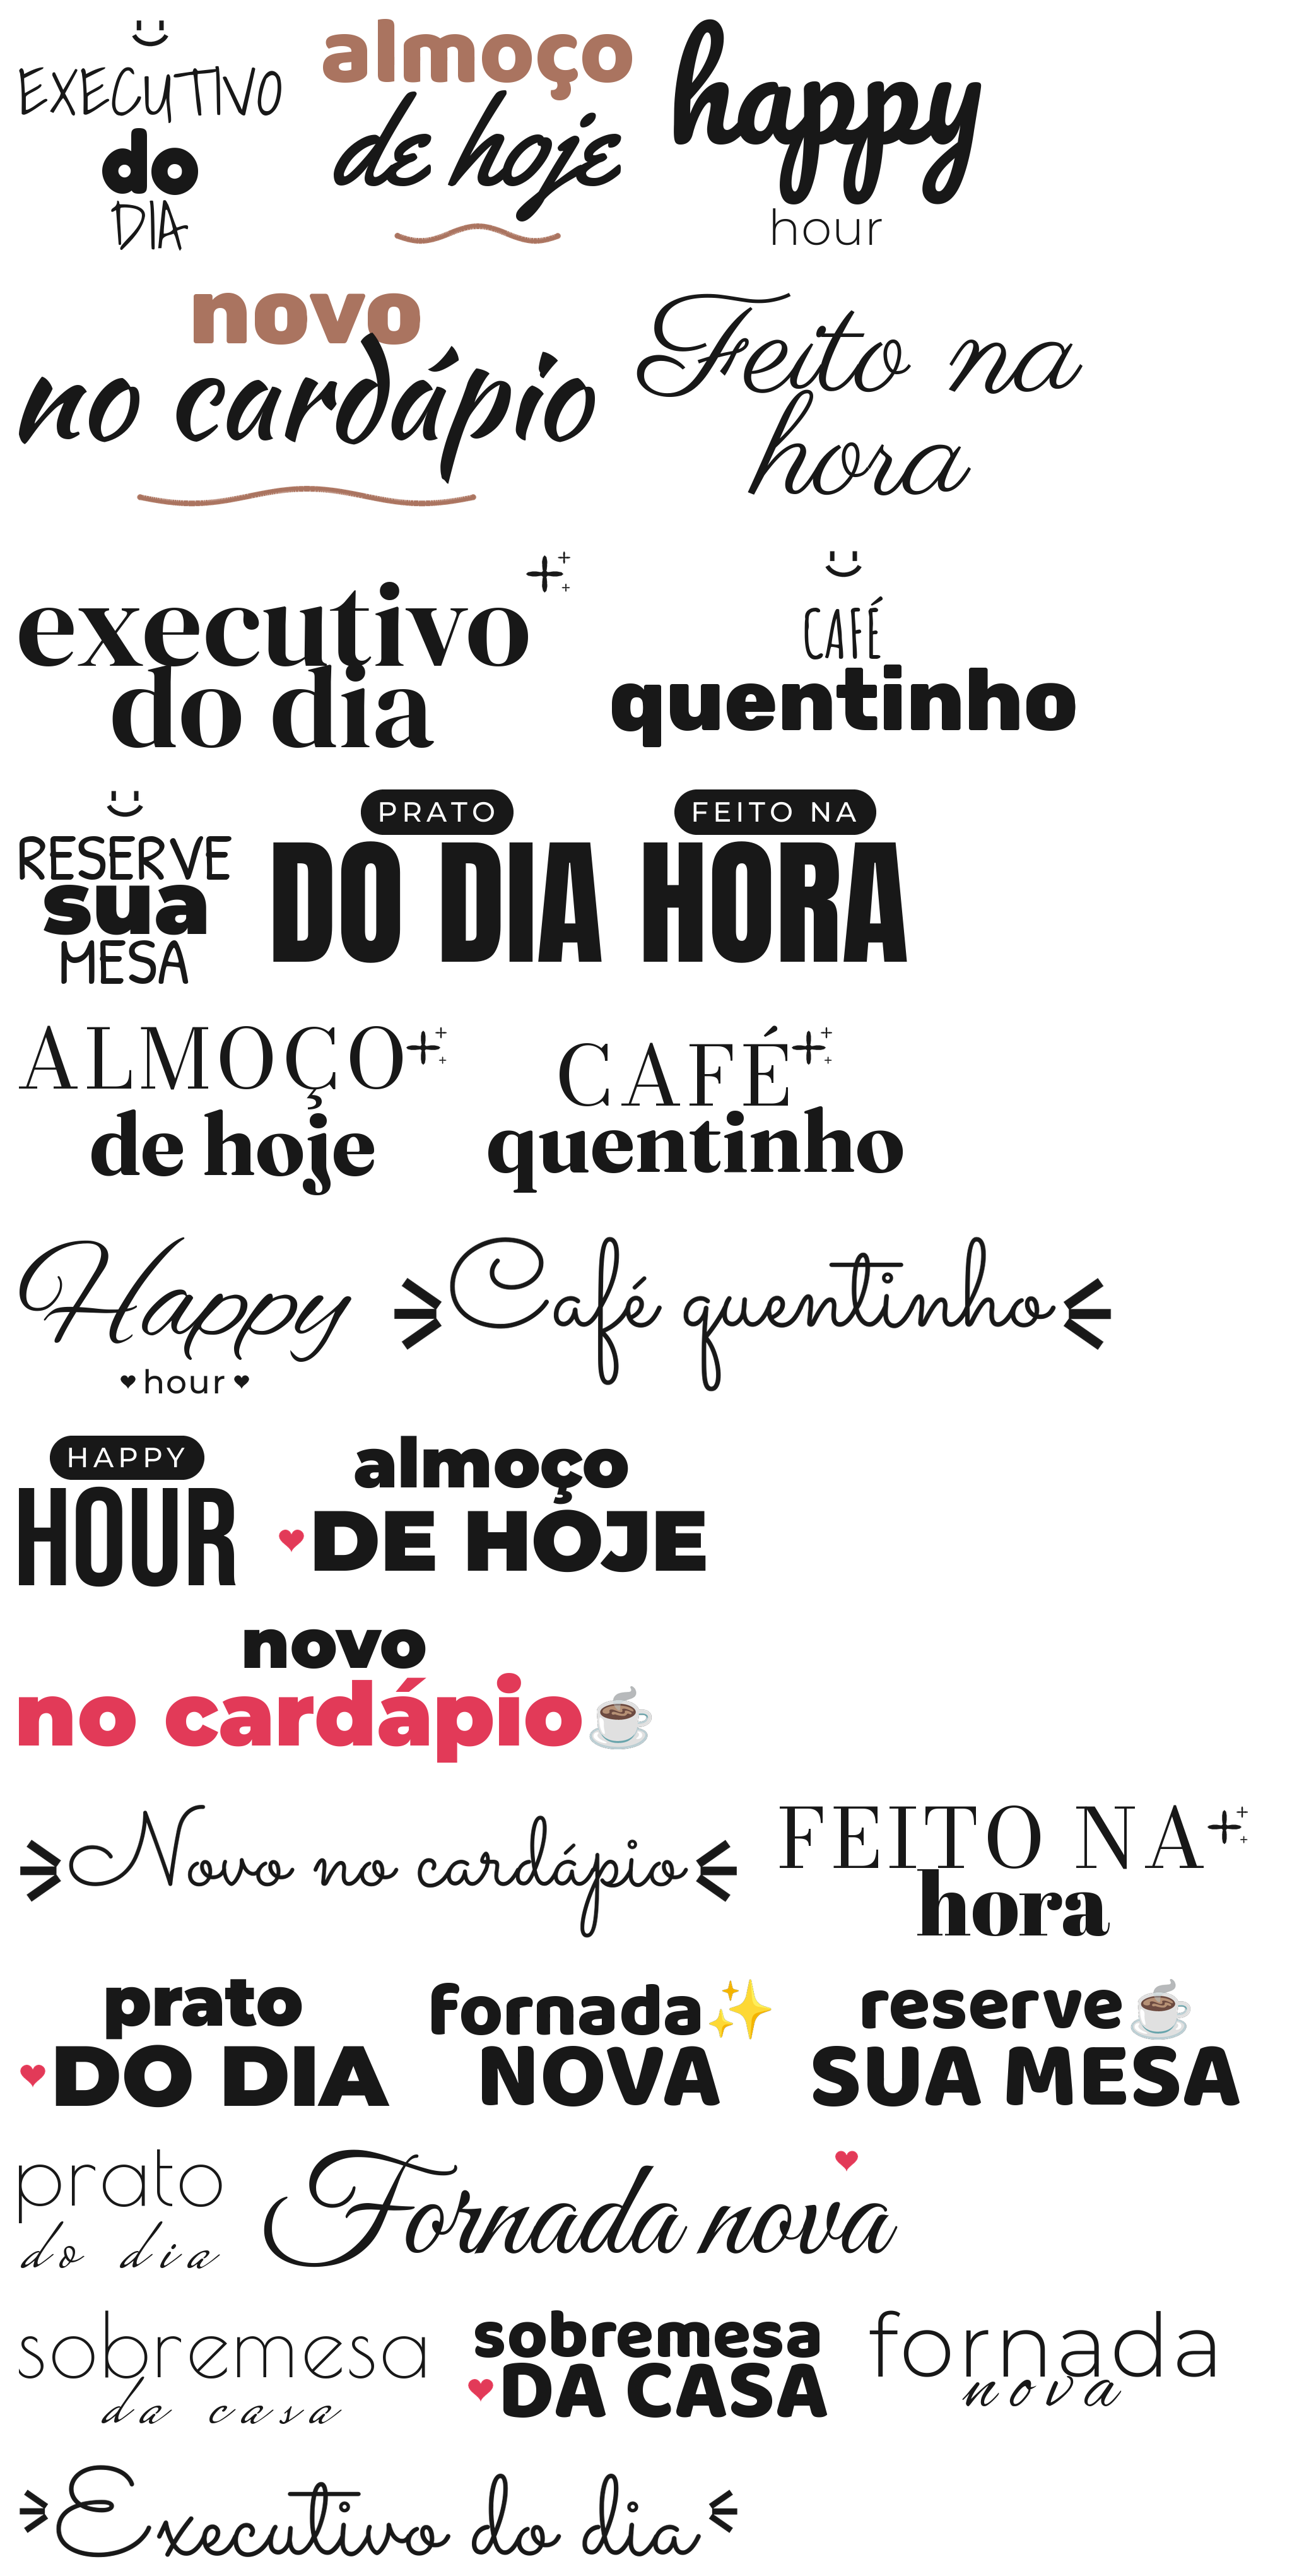 EXECUTIVO
do
DIA
almoço
de hoje
happy
hour
novo
no cardápio
Feito na
hora
executivo
do dia
CAFÉ
quentinho
RESERVE
sua
MESA
PRATO
DO DIA
FEITO NA
HORA
ALMOÇO
de hoje
CAFÉ
quentinho
Happy
hour
Café quentinho
HAPPY
HOUR
almoço
DE HOJE
novo
no cardápio
Novo no cardápio
FEITO NA
hora
prato
DO DIA
fornada
NOVA
reserve
SUA MESA
prato
do dia
Fornada nova
sobremesa
da casa
sobremesa
DA CASA
fornada
nova
Executivo do dia